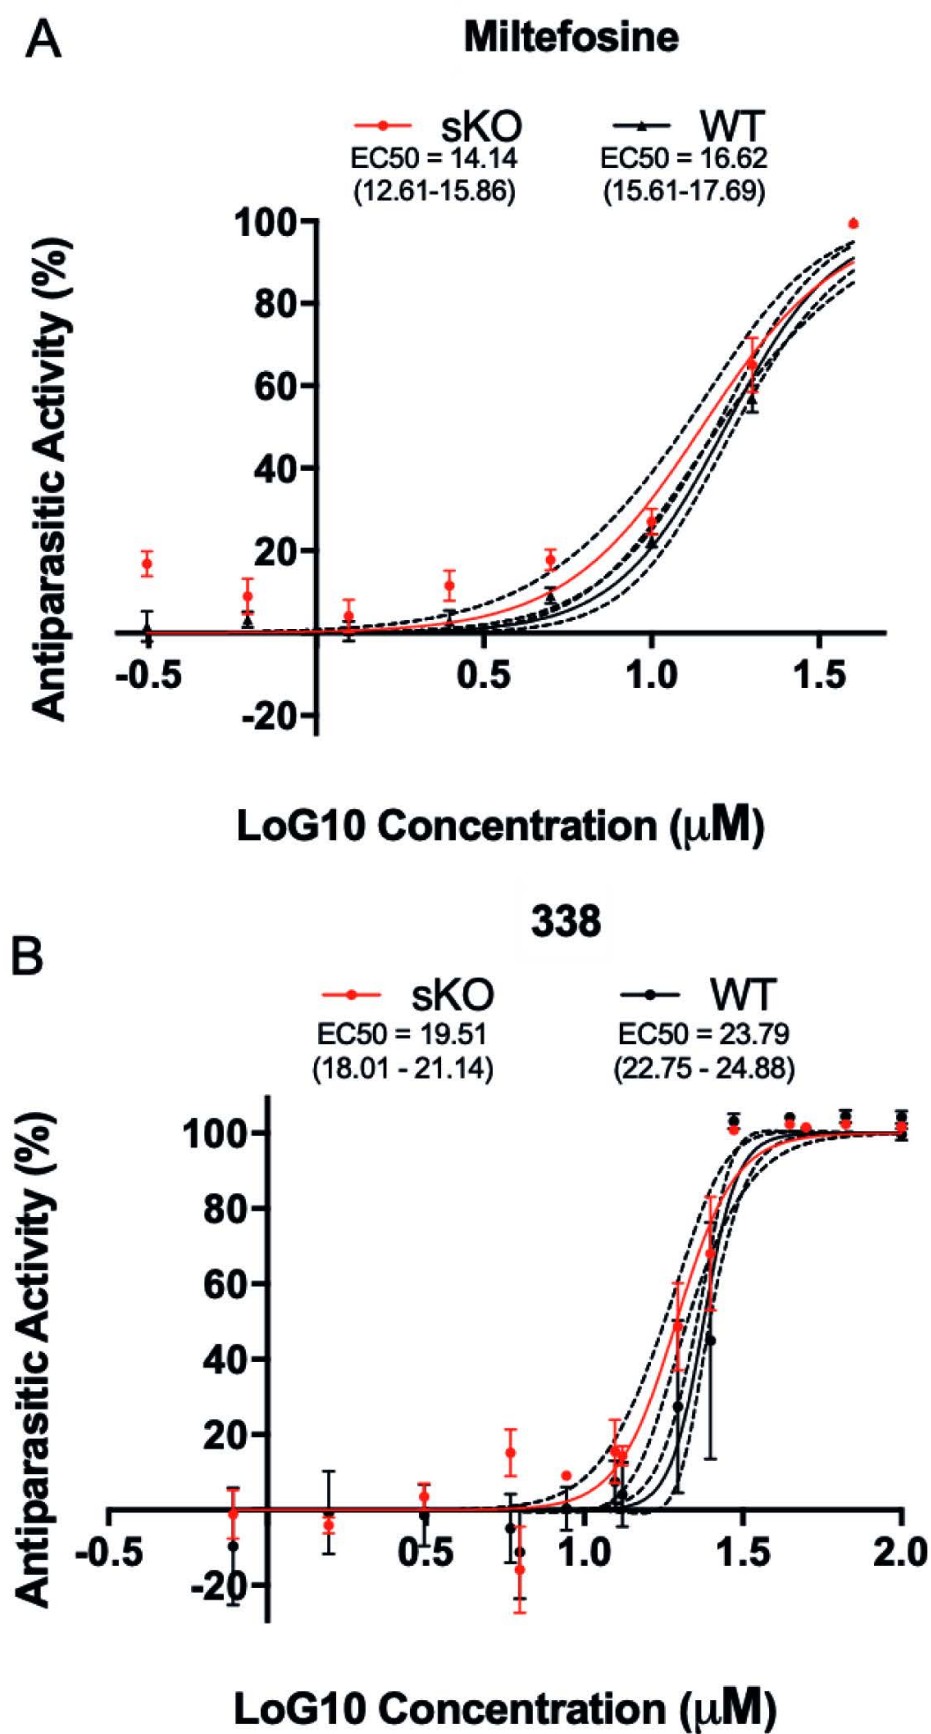 A
Miltefosine
sKO
WT
EC50 = 14.14
EC50 = 16.62
(12.61-15.86)
(15.61-17.69)
Antiparasitic Activity (%)
100
80
60
40
20
-20
-0.5
0.5
1.0
1.5
LoG10 Concentration (μM)
338
B
sKO
WT
EC50 = 19.51
EC50 = 23.79
(18.01 - 21.14)
(22.75 - 24.88)
Antiparasitic Activity (%)
100
80
60
40
20
-20
-0.5
0.5
1.0
1.5
2.0
LoG10 Concentration (μM)